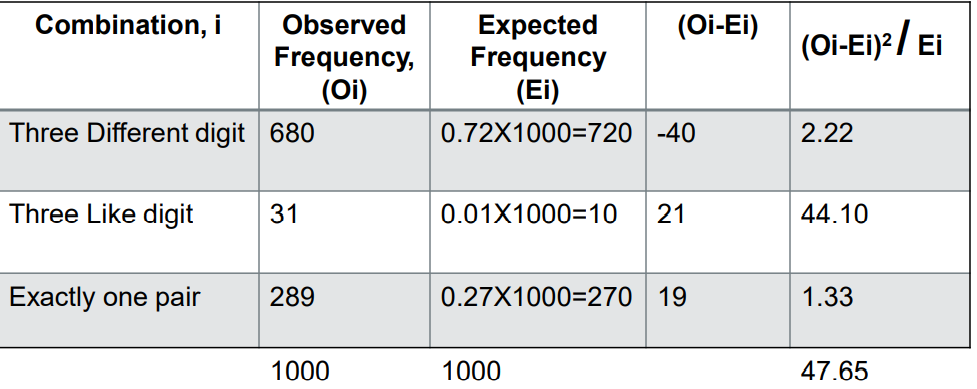 Combination, i Observed Frequency, (Oi) Expected Frequency (Ei) (Oi-Ei) (Oi-Ei)² / Ei
Three Different digit 680 0.72X1000=720 -40 2.22
Three Like digit 31 0.01X1000=10 21 44.10
Exactly one pair 289 0.27X1000=270 19 1.33
1000 1000 47.65